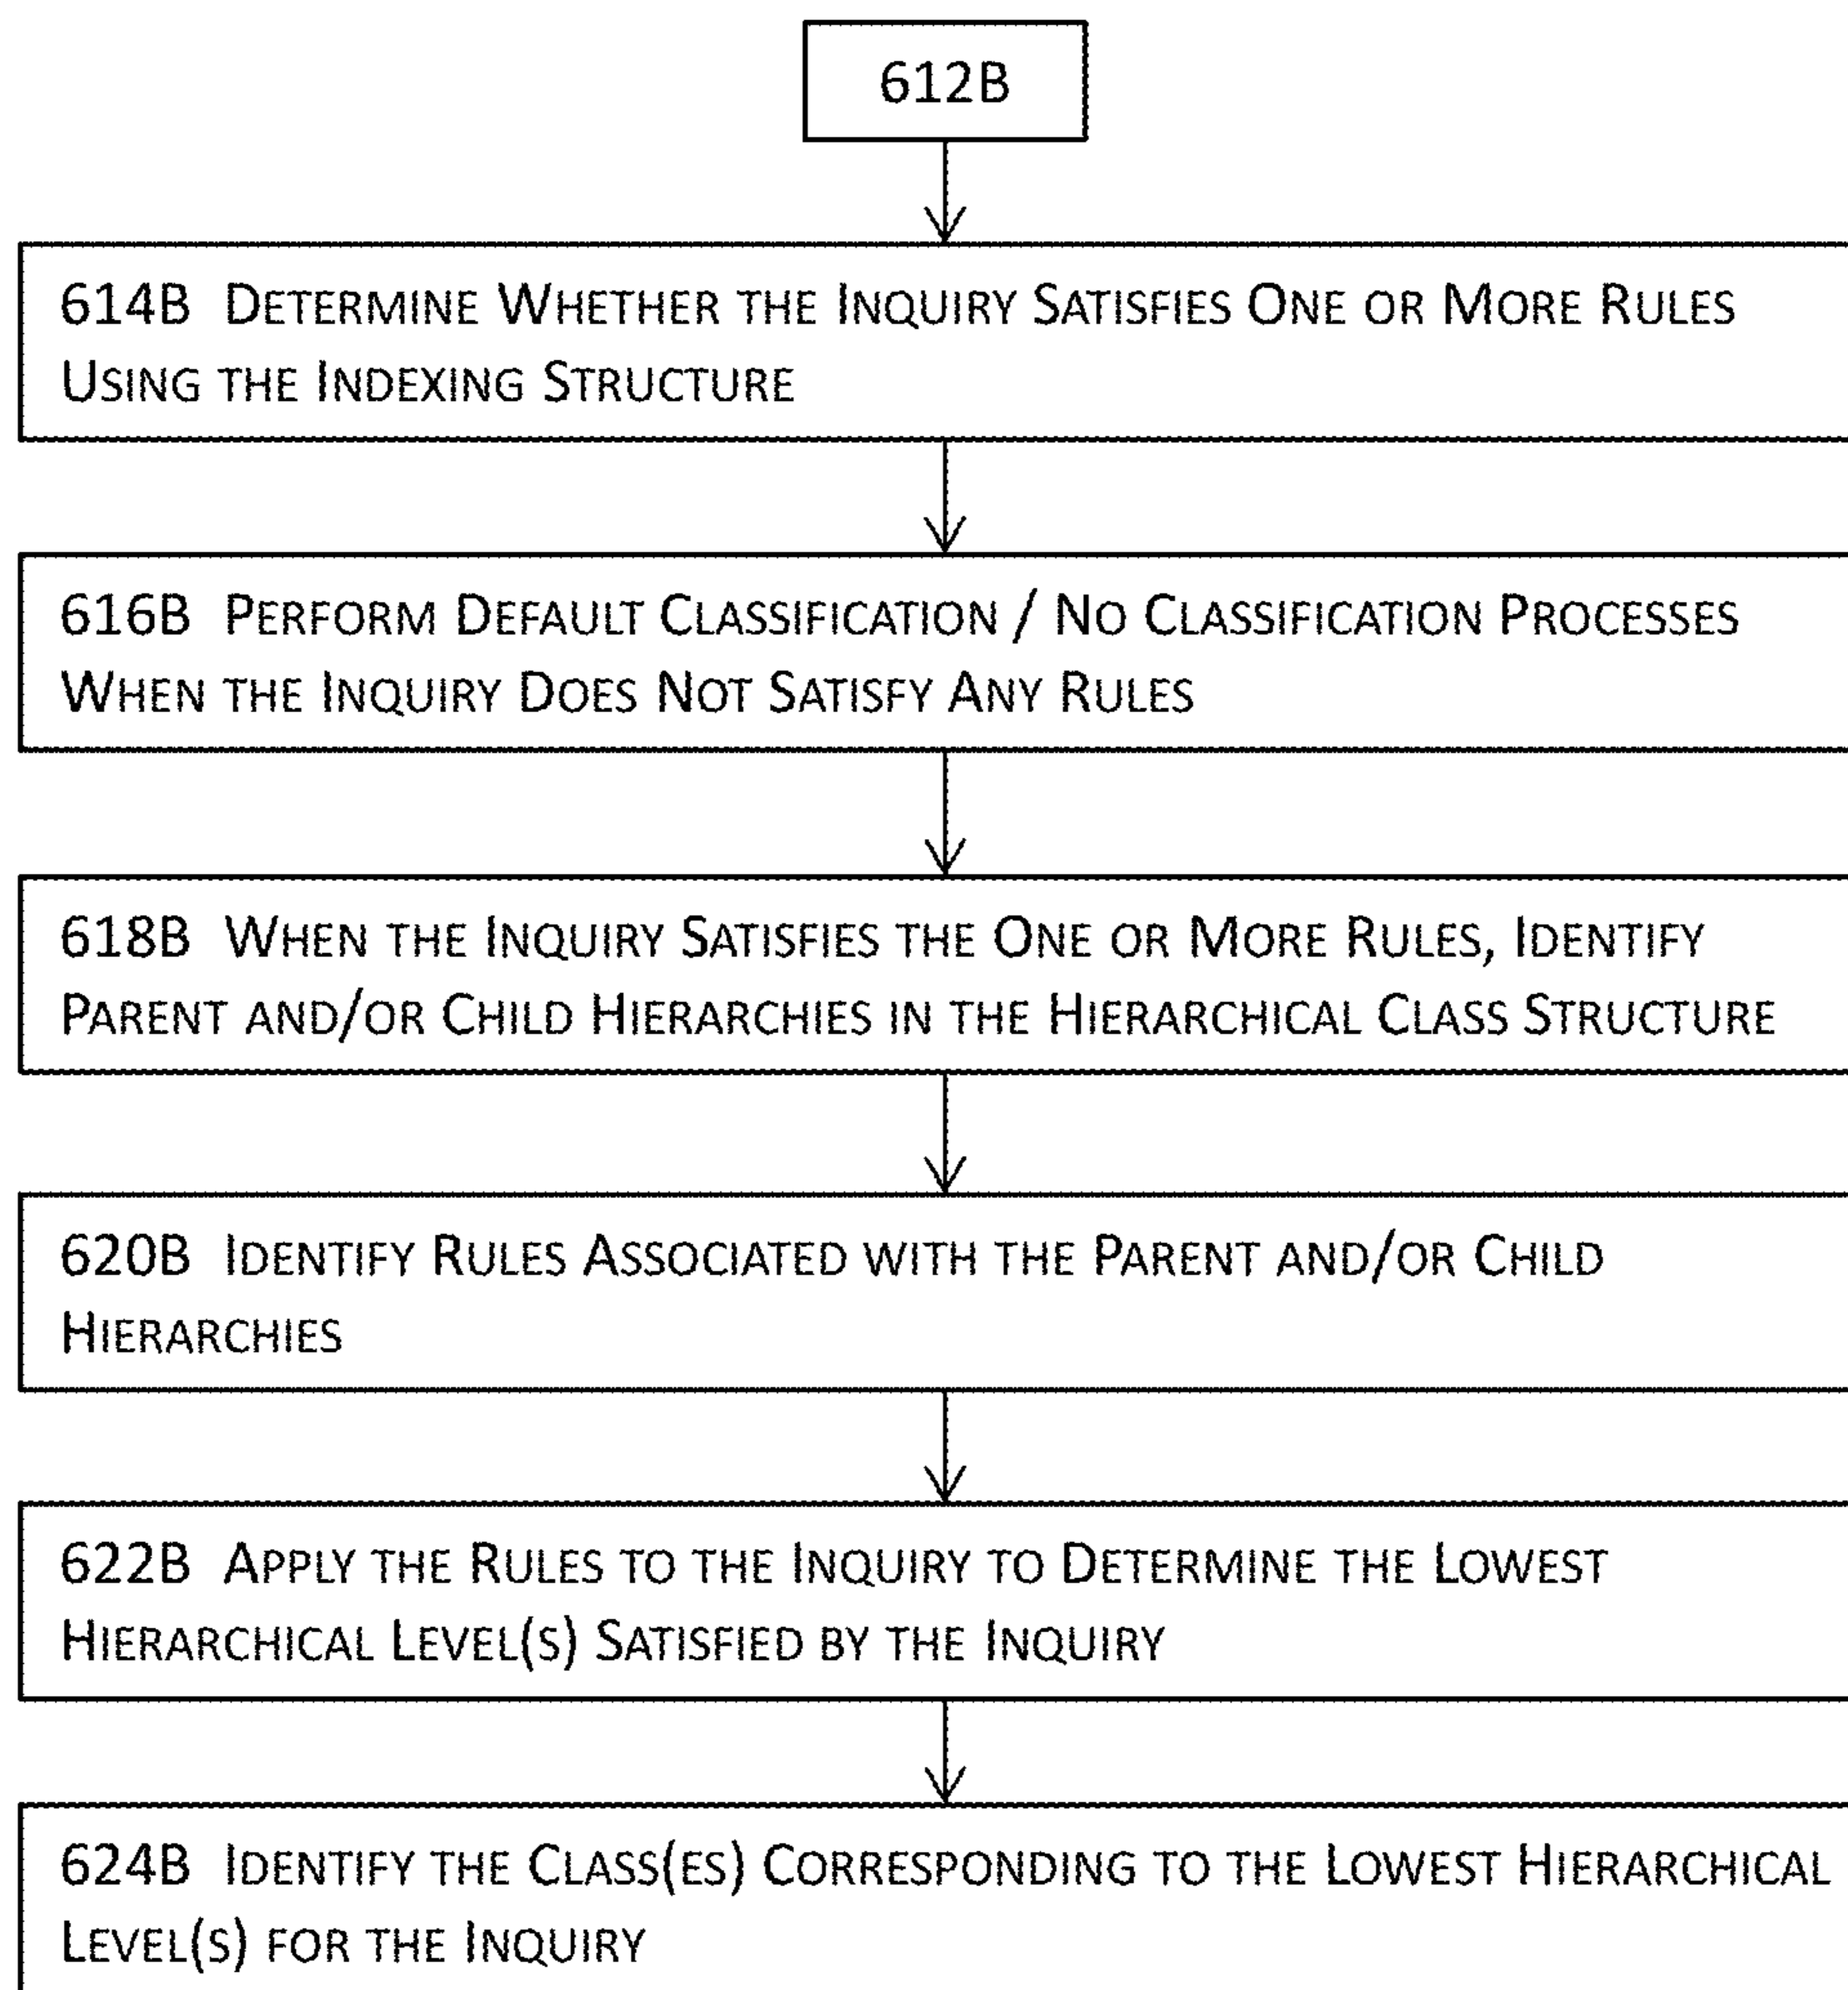 612B
614B Determine Whether the Inquiry Satisfies One or More Rules
Using the Indexing Structure
616B Perform Default Classification / No Classification Processes
When the Inquiry Does Not Satisfy Any Rules
618B When the Inquiry Satisfies the One or More Rules, Identify
Parent and/or Child Hierarchies in the Hierarchical Class Structure
620B Identify Rules Associated with the Parent and/or Child
Hierarchies
622B Apply the Rules to the Inquiry to Determine the Lowest
Hierarchical Level(s) Satisfied by the Inquiry
624B Identify the Class(es) Corresponding to the Lowest Hierarchical
Level(s) for the Inquiry